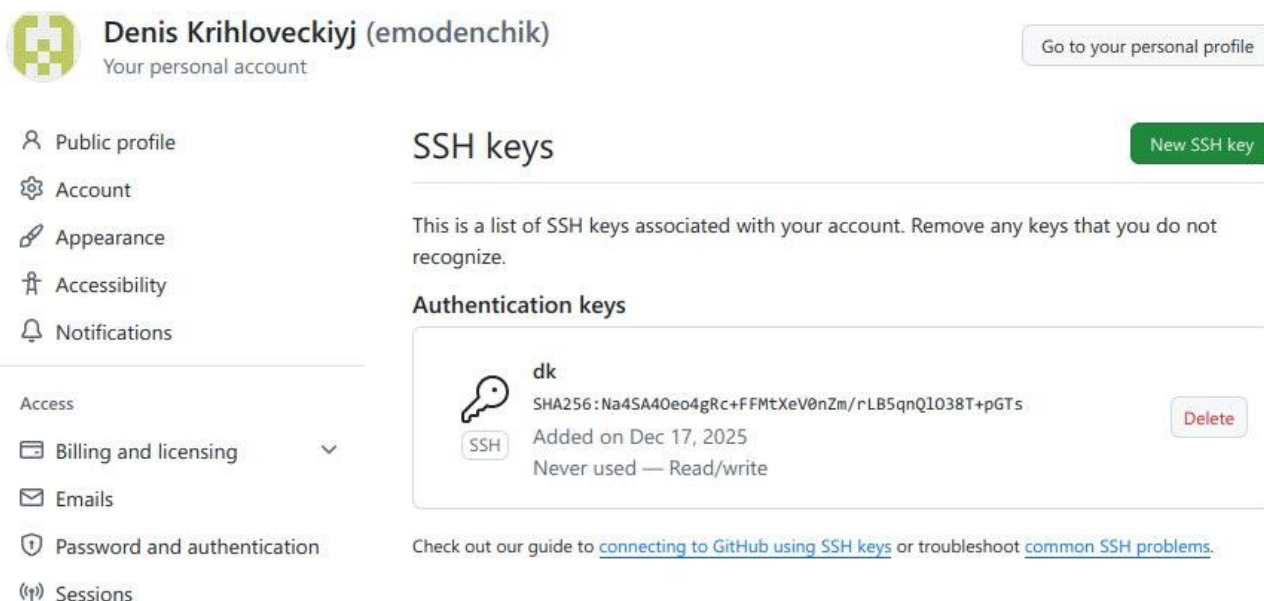 Denis Krihloveckiyj (emodenchik)
Your personal account
Go to your personal profile
Public profile
Account
Appearance
Accessibility
Notifications
Access
Billing and licensing
Emails
Password and authentication
Sessions
SSH keys
New SSH key
This is a list of SSH keys associated with your account. Remove any keys that you do not
recognize.
Authentication keys
dk
SHA256:Na4SA4Oeo4gRc+FFMtXeV0nZm/rLB5qnQlO38T+pGTs
SSH
Added on Dec 17, 2025
Never used — Read/write
Delete
Check out our guide to connecting to GitHub using SSH keys or troubleshoot common SSH problems.